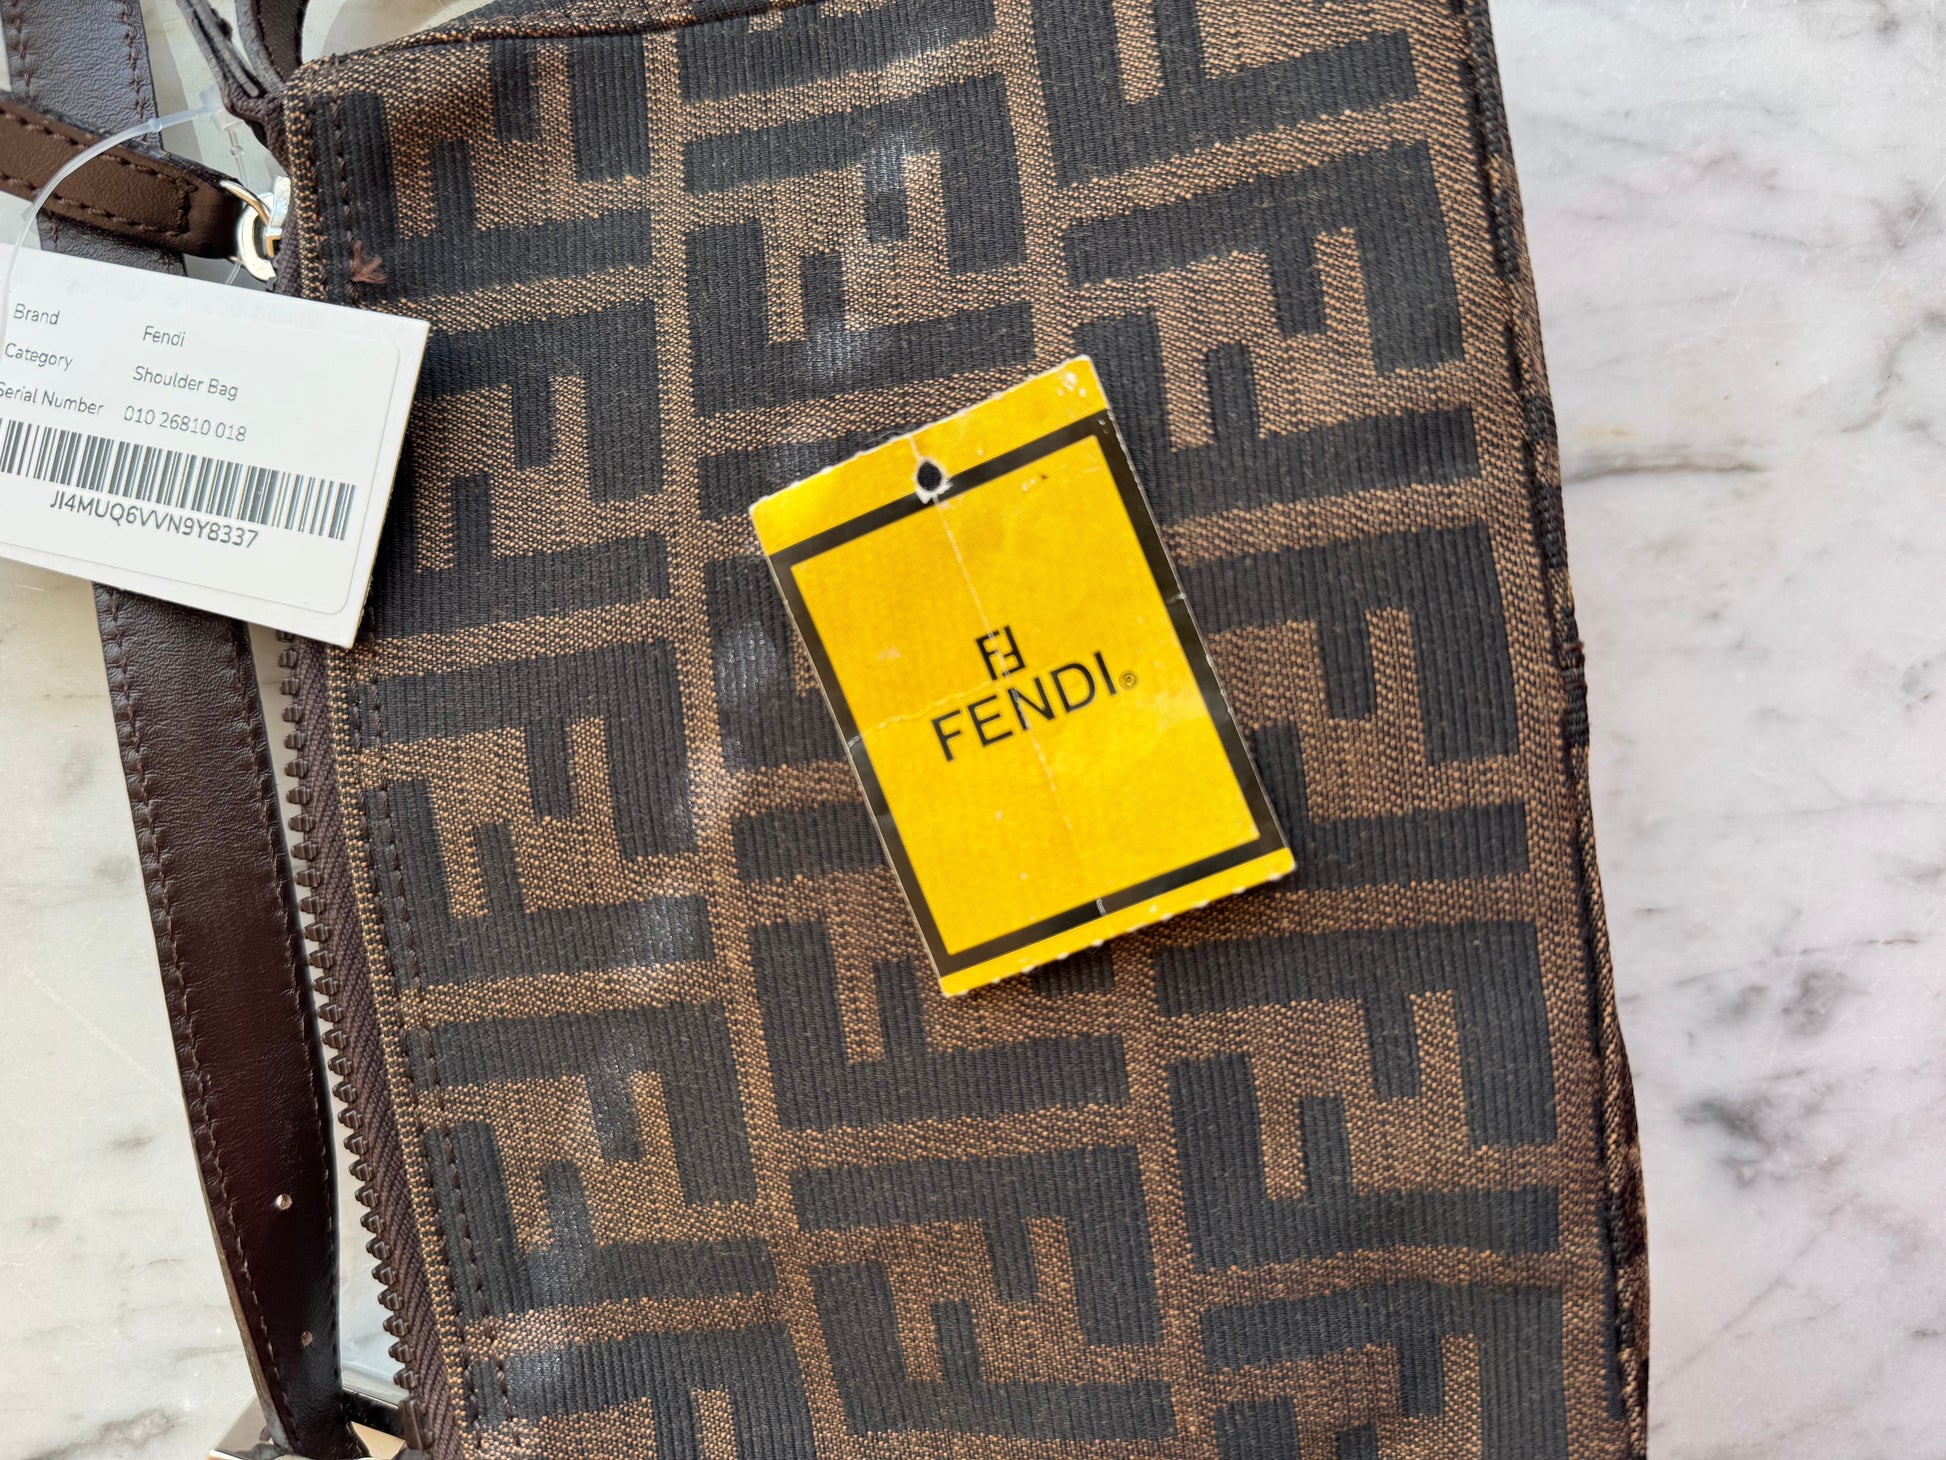 Brand Fendi
Category Shoulder Bag
Serial Number 010 26810 018
JI4MUQ6VVN9Y8337
FENDI®